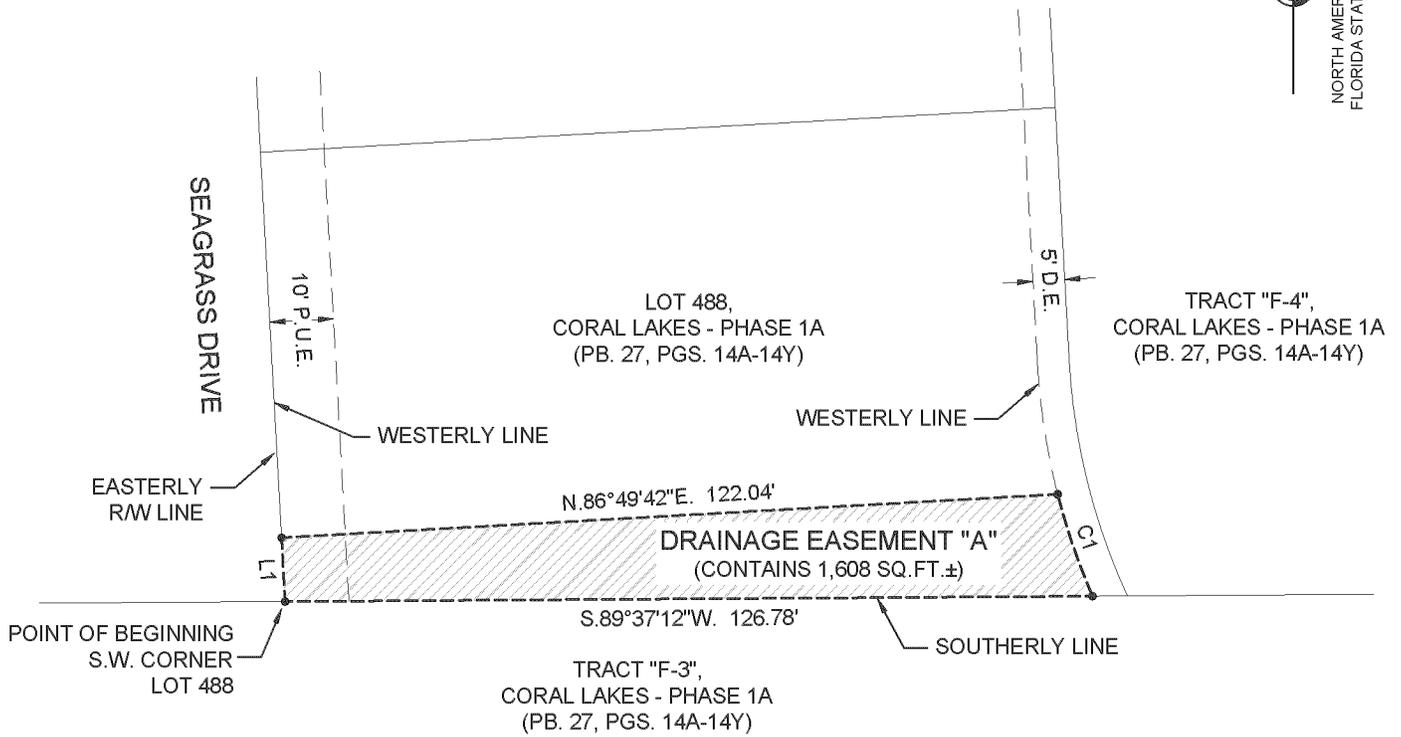 NORTH AMER
FLORIDA STAT
SEAGRASS DRIVE
10' P.U.E.
5' D.E.
LOT 488,
CORAL LAKES - PHASE 1A
(PB. 27, PGS. 14A-14Y)
TRACT "F-4",
CORAL LAKES - PHASE 1A
(PB. 27, PGS. 14A-14Y)
WESTERLY LINE
WESTERLY LINE
EASTERLY
R/W LINE
N.86°49'42"E. 122.04'
DRAINAGE EASEMENT "A"
(CONTAINS 1,608 SQ.FT.±)
L1
C1
S.89°37'12"W. 126.78'
POINT OF BEGINNING
S.W. CORNER
LOT 488
SOUTHERLY LINE
TRACT "F-3",
CORAL LAKES - PHASE 1A
(PB. 27, PGS. 14A-14Y)